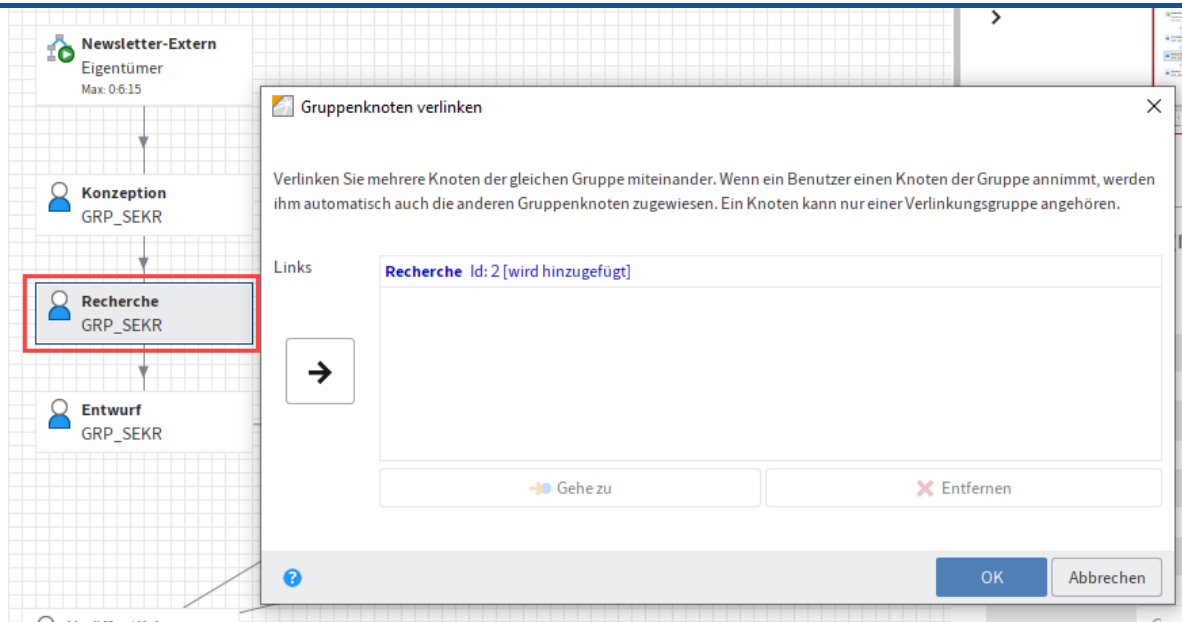 Newsletter-Extern
Eigentümer
Max: 0:6:15
Konzeption
GRP_SEKR
Recherche
GRP_SEKR
Entwurf
GRP_SEKR
Gruppenknoten verlinken
Verlinken Sie mehrere Knoten der gleichen Gruppe miteinander. Wenn ein Benutzer einen Knoten der Gruppe annimmt, werden
ihm automatisch auch die anderen Gruppenknoten zugewiesen. Ein Knoten kann nur einer Verlinkungsgruppe angehören.
Links
Recherche Id: 2 [wird hinzugefügt]
Gehe zu
Entfernen
OK
Abbrechen